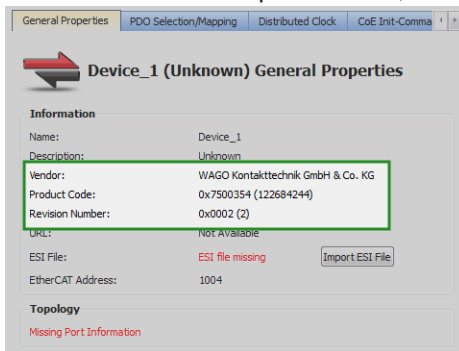 General Properties PDO Selection/Mapping Distributed Clock CoE Init-Comma
Device_1 (Unknown) General Properties
Information
Name: Device_1
Description: Unknown
Vendor: WAGO Kontakttechnik GmbH & Co. KG
Product Code: 0x7500354 (122684244)
Revision Number: 0x0002 (2)
URL: Not Available
ESI File: ESI file missing Import ESI File
EtherCAT Address: 1004
Topology
Missing Port Information